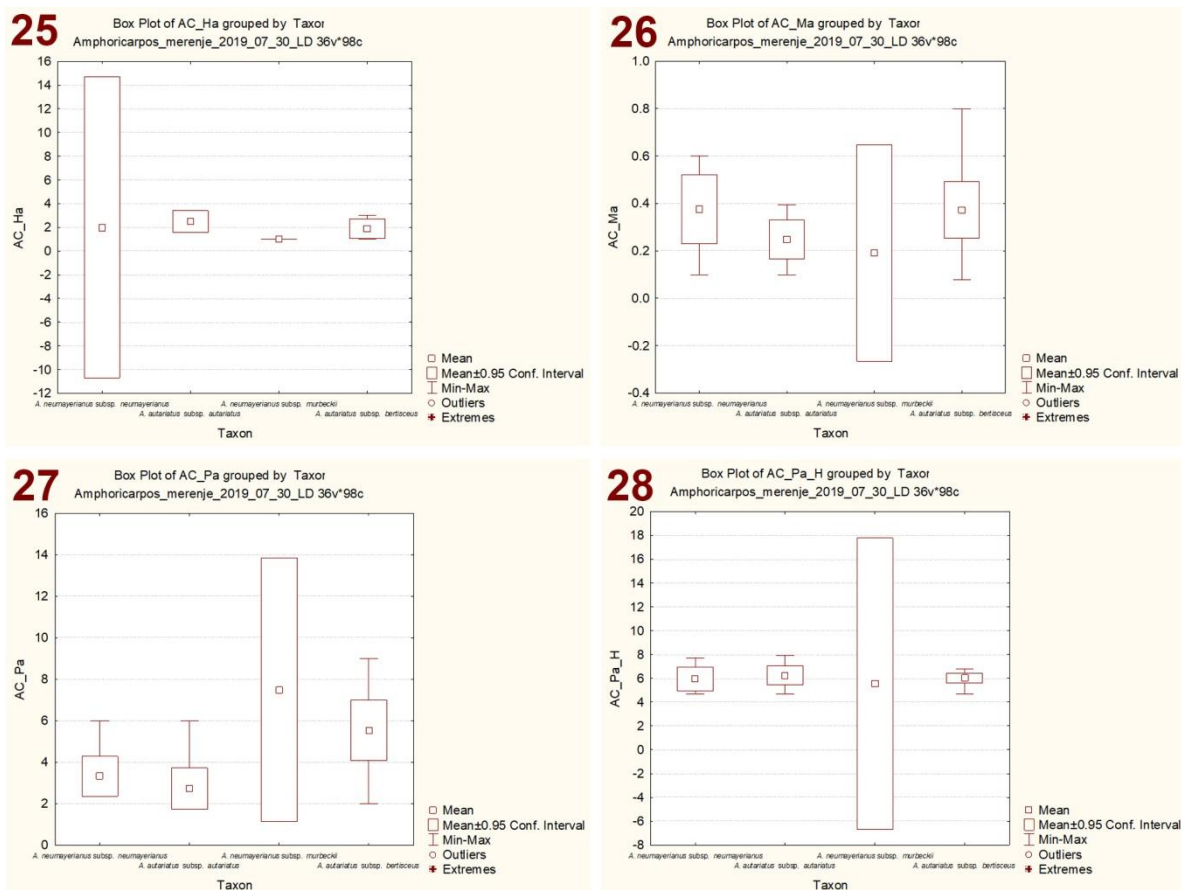 25
Box Plot of AC_Ha grouped by Taxor
Amphoricarpos_merenje_2019_07_30_LD 36v*98c
16
14
12
10
8
6
4
2
0
-2
-4
-6
-8
-10
-12
AC_Ha
A. neumayerianus subsp. neumayerianus
A. autariatus subsp. autariatus
A. neumayerianus subsp. murbeckii
A. autariatus subsp. bertisceus
Taxon
Mean
Mean±0.95 Conf. Interval
Min-Max
Outliers
Extremes
26
Box Plot of AC_Ma grouped by Taxor
Amphoricarpos_merenje_2019_07_30_LD 36v*98c
1.0
0.8
0.6
0.4
0.2
0.0
-0.2
-0.4
AC_Ma
A. neumayerianus subsp. neumayerianus
A. autariatus subsp. autariatus
A. neumayerianus subsp. murbeckii
A. autariatus subsp. bertisceus
Taxon
Mean
Mean±0.95 Conf. Interval
Min-Max
Outliers
Extremes
27
Box Plot of AC_Pa grouped by Taxor
Amphoricarpos_merenje_2019_07_30_LD 36v*98c
16
14
12
10
8
6
4
2
0
AC_Pa
A. neumayerianus subsp. neumayerianus
A. autariatus subsp. autariatus
A. neumayerianus subsp. murbeckii
A. autariatus subsp. bertisceus
Taxon
Mean
Mean±0.95 Conf. Interval
Min-Max
Outliers
Extremes
28
Box Plot of AC_Pa_H grouped by Taxor
Amphoricarpos_merenje_2019_07_30_LD 36v*98c
20
18
16
14
12
10
8
6
4
2
0
-2
-4
-6
-8
AC_Pa_H
A. neumayerianus subsp. neumayerianus
A. autariatus subsp. autariatus
A. neumayerianus subsp. murbeckii
A. autariatus subsp. bertisceus
Taxon
Mean
Mean±0.95 Conf. Interval
Min-Max
Outliers
Extremes